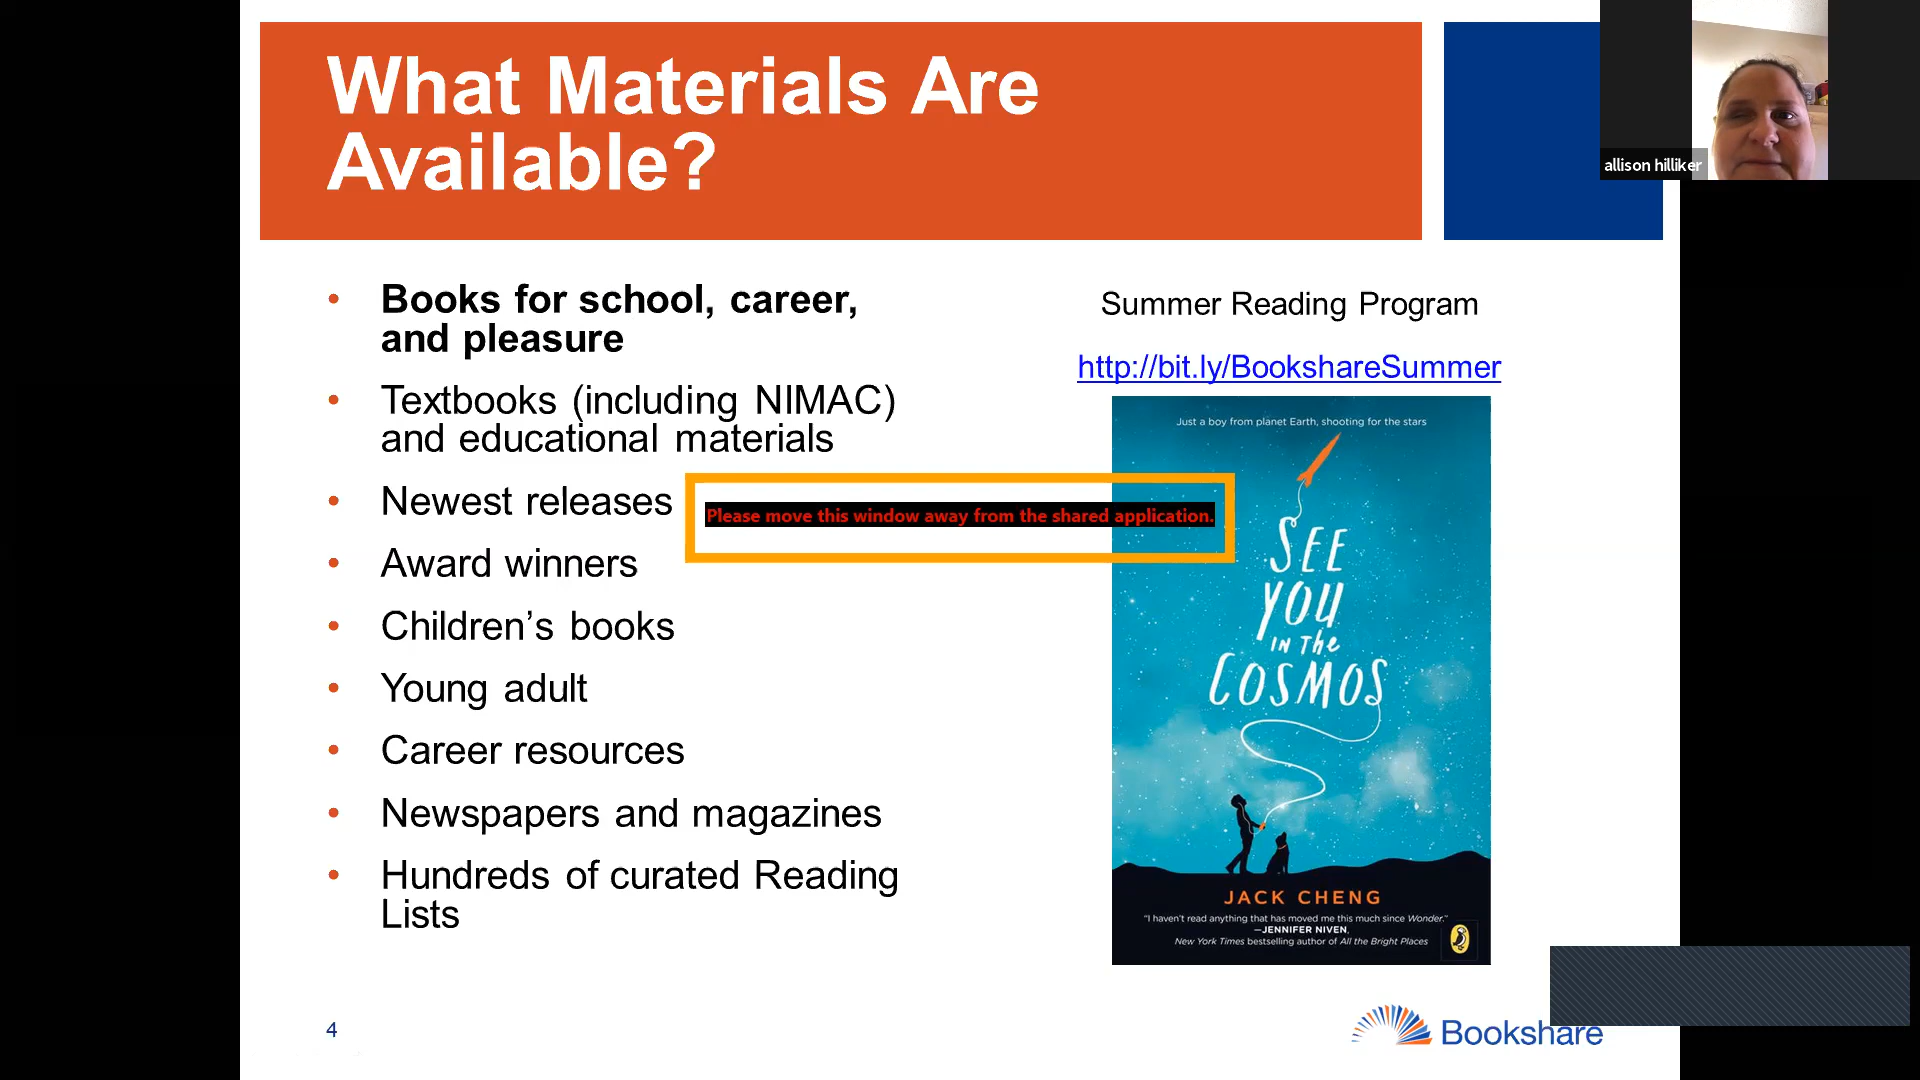 What Materials Are
Available?
allison hilliker
• Books for school, career,
and pleasure
• Textbooks (including NIMAC)
and educational materials
• Newest releases
• Award winners
• Children’s books
• Young adult
• Career resources
• Newspapers and magazines
• Hundreds of curated Reading
Lists
Please move this window away from the shared application.
Summer Reading Program
http://bit.ly/BookshareSummer
Just a boy from planet Earth, shooting for the stars
SEE
YOU
IN THE
COSMOS
JACK CHENG
“I haven’t read anything that has moved me this much since Wonder.”
—JENNIFER NIVEN,
New York Times bestselling author of All the Bright Places
4
Bookshare